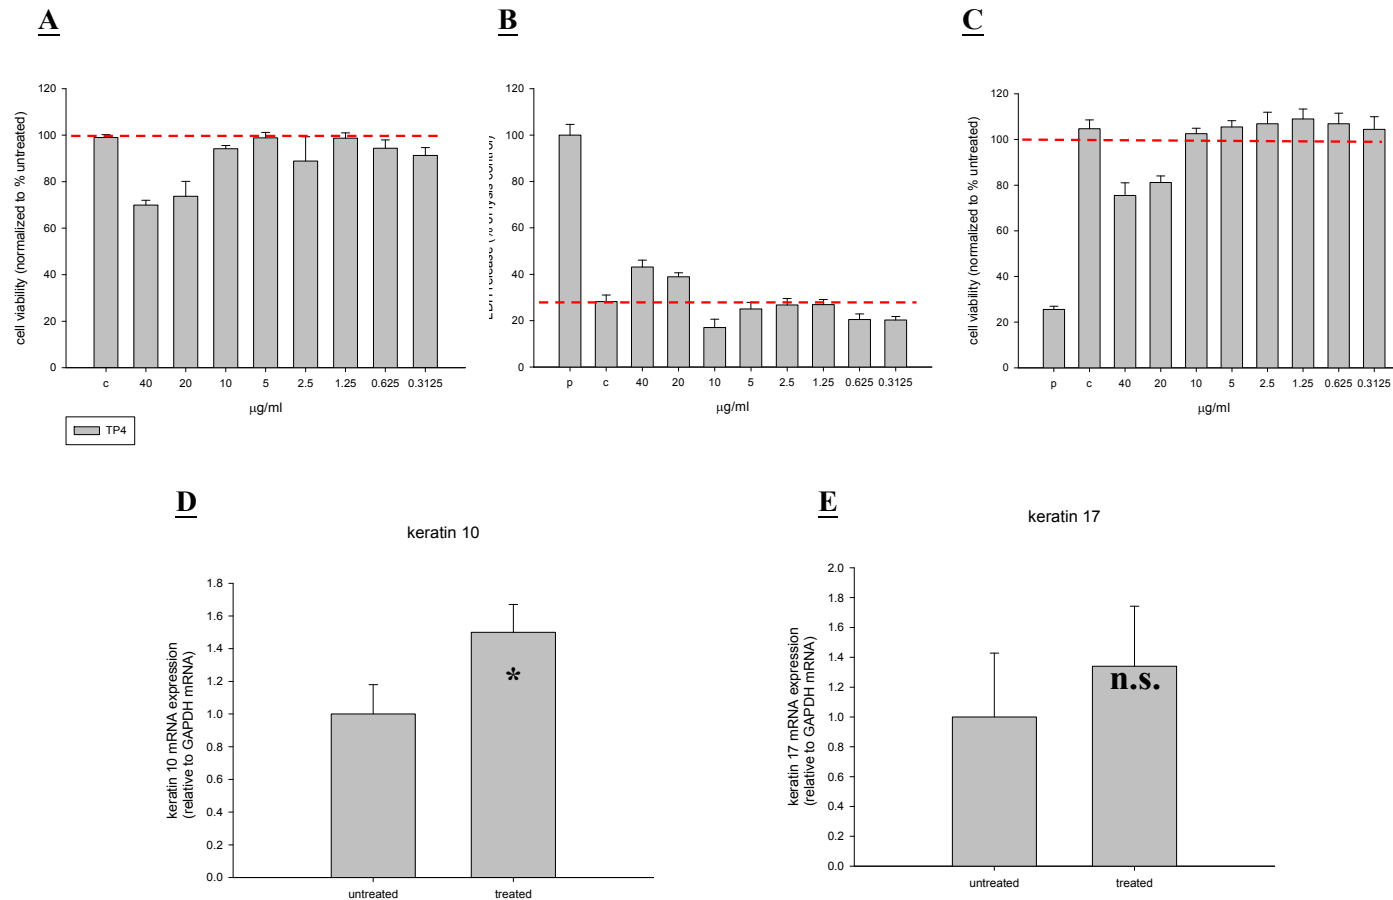 A
B
C
120
100
80
60
40
20
0
cell viability (normalized to % untreated)
c 40 20 10 5 2.5 1.25 0.625 0.3125
µg/ml
TP4
120
100
80
60
40
20
0
release (% of lysis control)
p c 40 20 10 5 2.5 1.25 0.625 0.3125
µg/ml
120
100
80
60
40
20
0
cell viability (normalized to % untreated)
p c 40 20 10 5 2.5 1.25 0.625 0.3125
µg/ml
D
keratin 10
1.8
1.6
1.4
1.2
1.0
0.8
0.6
0.4
0.2
0.0
keratin 10 mRNA expression
(relative to GAPDH mRNA)
*
untreated treated
E
keratin 17
2.0
1.8
1.6
1.4
1.2
1.0
0.8
0.6
0.4
0.2
0.0
keratin 17 mRNA expression
(relative to GAPDH mRNA)
n.s.
untreated treated